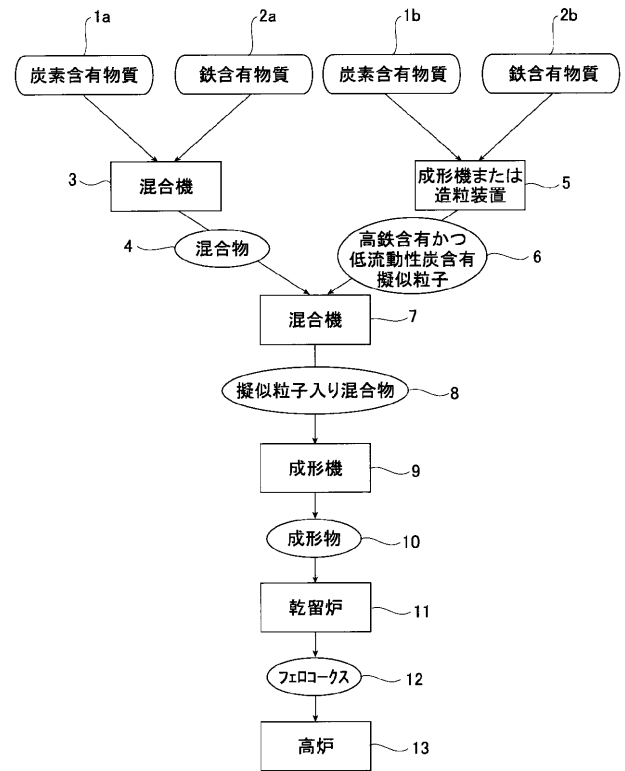 1a
2a
1b
2b
炭素含有物質
鉄含有物質
炭素含有物質
鉄含有物質
3
混合機
成形機または
造粒装置
5
4
混合物
高鉄含有かつ
低流動性炭含有
擬似粒子
6
混合機
7
擬似粒子入り混合物
8
成形機
9
成形物
10
乾留炉
11
フェロコークス
12
高炉
13